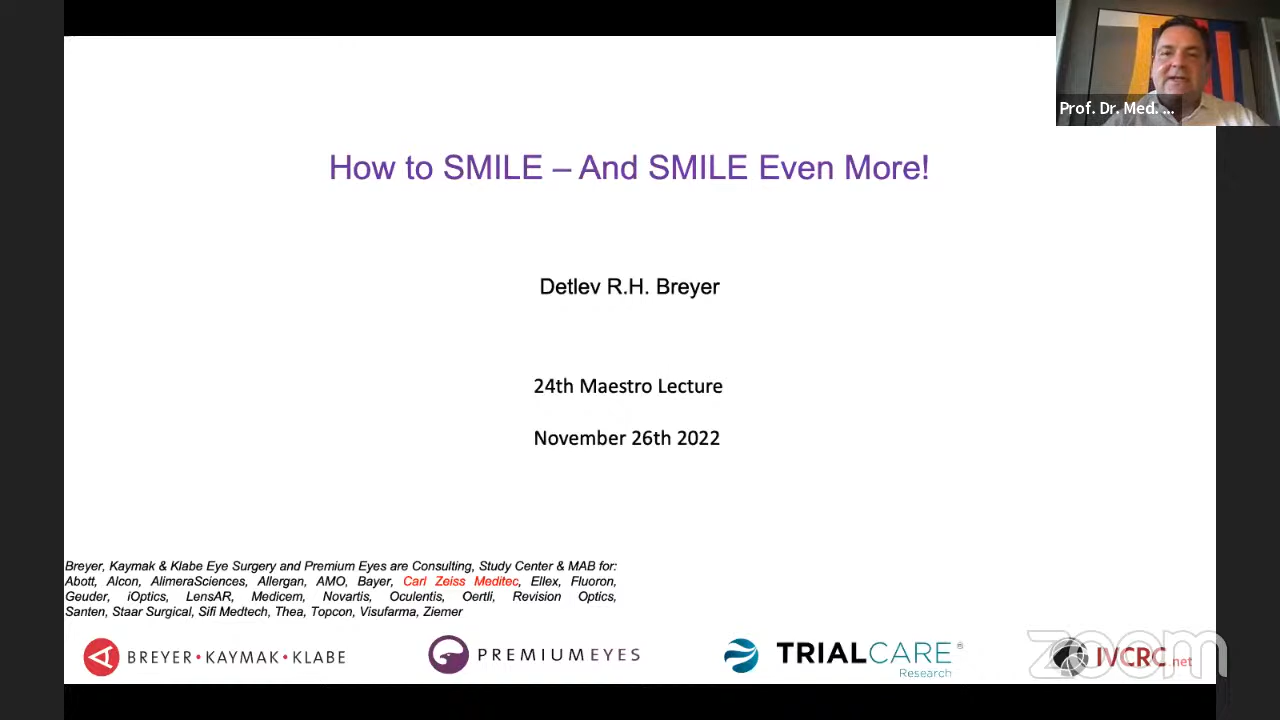 Prof. Dr. Med. ...
How to SMILE – And SMILE Even More!
Detlev R.H. Breyer
24th Maestro Lecture
November 26th 2022
Breyer, Kaymak & Klabe Eye Surgery and Premium Eyes are Consulting, Study Center & MAB for:
Abott, Alcon, AlimeraSciences, Allergan, AMO, Bayer, Carl Zeiss Meditec, Ellex, Fluoron,
Geuder, iOptics, LensAR, Medicem, Novartis, Oculentis, Oertli, Revision Optics,
Santen, Staar Surgical, Sifi Medtech, Thea, Topcon, Visufarma, Ziemer
BREYER•KAYMAK•KLABE
PREMIUMEYES
TRIALCARE®
Research
IVCRC.net
zoom